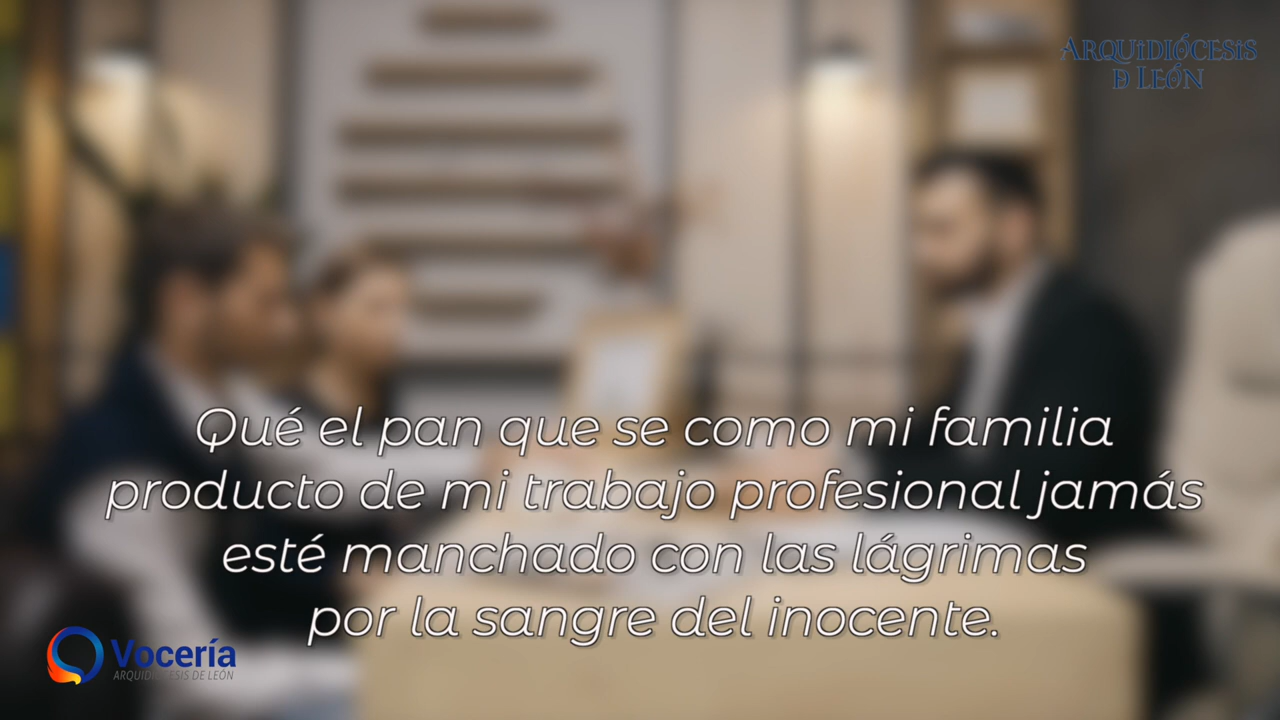 ARQUIDIÓCESIS
D LEÓN
Qué el pan que se como mi familia
producto de mi trabajo profesional jamás
esté manchado con las lágrimas
por la sangre del inocente.
Vocería
ARQUIDIÓCESIS DE LEÓN